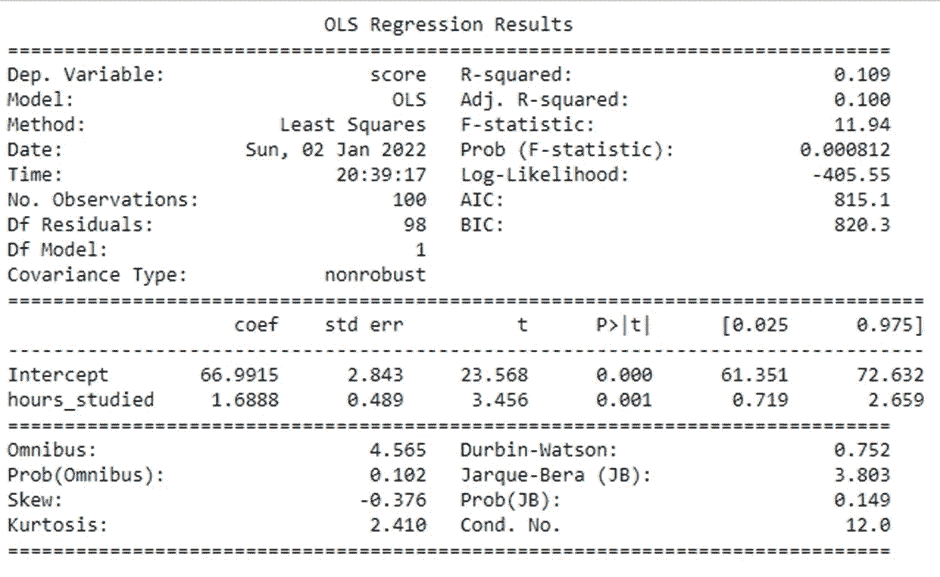 OLS Regression Results
==============================================================================
Dep. Variable: score R-squared: 0.109
Model: OLS Adj. R-squared: 0.100
Method: Least Squares F-statistic: 11.94
Date: Sun, 02 Jan 2022 Prob (F-statistic): 0.000812
Time: 20:39:17 Log-Likelihood: -405.55
No. Observations: 100 AIC: 815.1
Df Residuals: 98 BIC: 820.3
Df Model: 1
Covariance Type: nonrobust
=================================================================================
coef std err t P>|t| [0.025 0.975]
---------------------------------------------------------------------------------
Intercept 66.9915 2.843 23.568 0.000 61.351 72.632
hours_studied 1.6888 0.489 3.456 0.001 0.719 2.659
==============================================================================
Omnibus: 4.565 Durbin-Watson: 0.752
Prob(Omnibus): 0.102 Jarque-Bera (JB): 3.803
Skew: -0.376 Prob(JB): 0.149
Kurtosis: 2.410 Cond. No. 12.0
==============================================================================